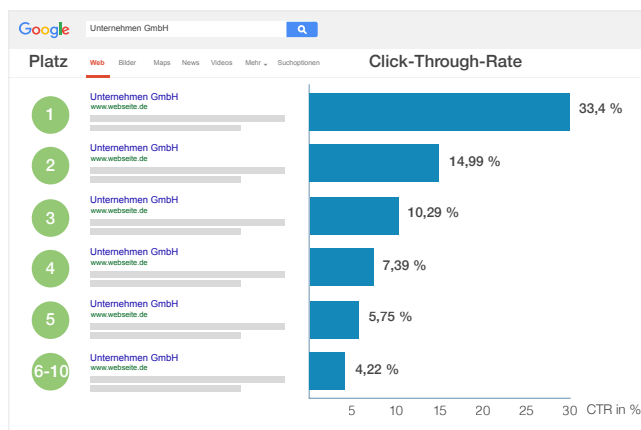 Google Unternehmen GmbH
Platz Web Bilder Maps News Videos Mehr Suchoptionen Click-Through-Rate
1 Unternehmen GmbH
www.webseite.de
33,4 %
2 Unternehmen GmbH
www.webseite.de
14,99 %
3 Unternehmen GmbH
www.webseite.de
10,29 %
4 Unternehmen GmbH
www.webseite.de
7,39 %
5 Unternehmen GmbH
www.webseite.de
5,75 %
6-10 Unternehmen GmbH
www.webseite.de
4,22 %
5 10 15 20 25 30 CTR in %